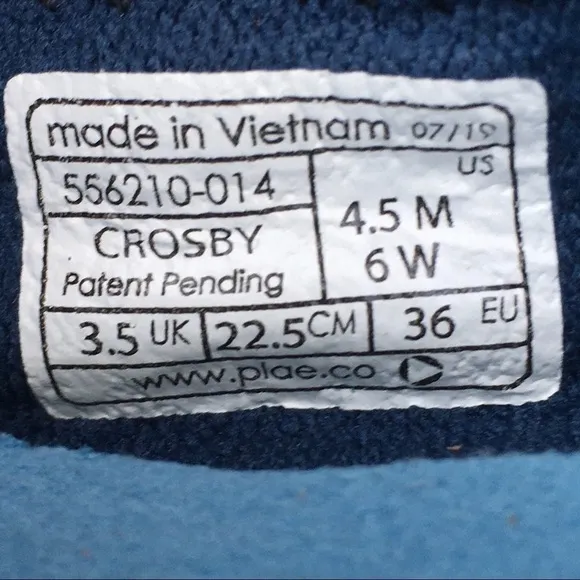 made in Vietnam 07/19
556210-014
CROSBY
Patent Pending
US
4.5 M
6 W
3.5 UK 22.5 CM 36 EU
www.plae.co